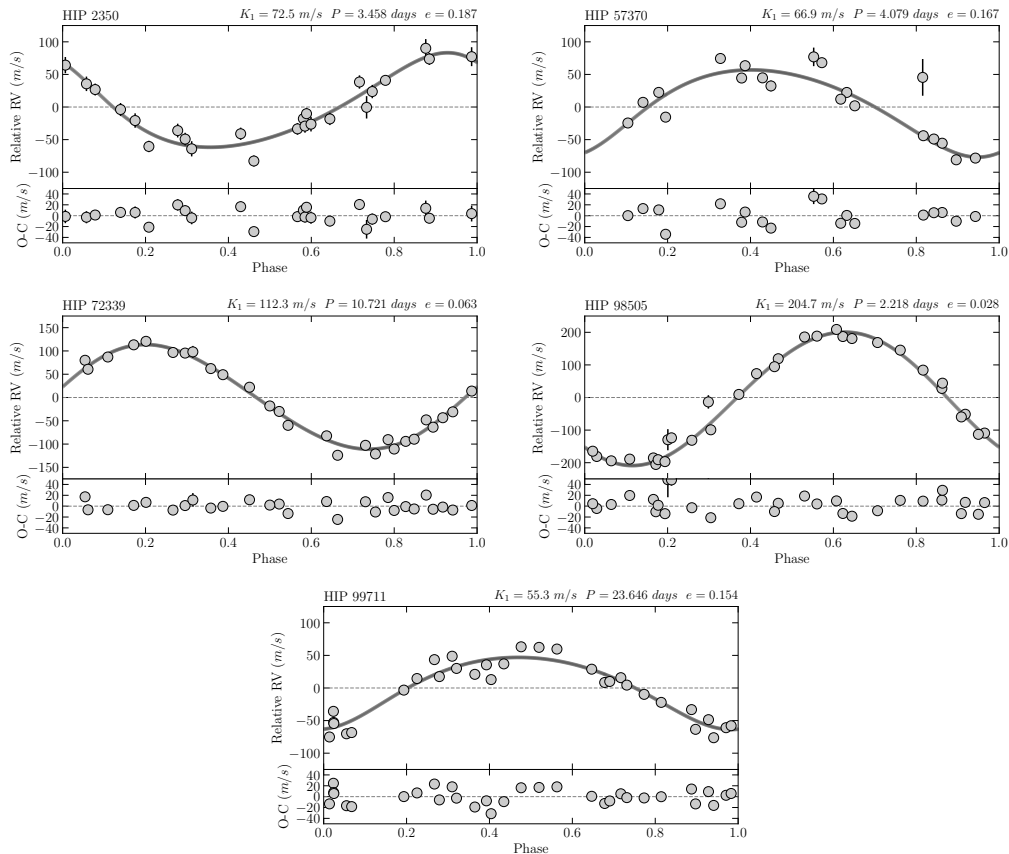 HIP 2350 K₁ = 72.5 m/s P = 3.458 days e = 0.187
100
50
0
−50
−100
Relative RV (m/s)
40
20
0
−20
−40
O-C (m/s)
0.0 0.2 0.4 0.6 0.8 1.0
Phase
HIP 57370 K₁ = 66.9 m/s P = 4.079 days e = 0.167
100
50
0
−50
−100
Relative RV (m/s)
40
20
0
−20
−40
O-C (m/s)
0.0 0.2 0.4 0.6 0.8 1.0
Phase
HIP 72339 K₁ = 112.3 m/s P = 10.721 days e = 0.063
150
100
50
0
−50
−100
−150
Relative RV (m/s)
40
20
0
−20
−40
O-C (m/s)
0.0 0.2 0.4 0.6 0.8 1.0
Phase
HIP 98505 K₁ = 204.7 m/s P = 2.218 days e = 0.028
200
100
0
−100
−200
Relative RV (m/s)
40
20
0
−20
−40
O-C (m/s)
0.0 0.2 0.4 0.6 0.8 1.0
Phase
HIP 99711 K₁ = 55.3 m/s P = 23.646 days e = 0.154
100
50
0
−50
−100
Relative RV (m/s)
40
20
0
−20
−40
O-C (m/s)
0.0 0.2 0.4 0.6 0.8 1.0
Phase